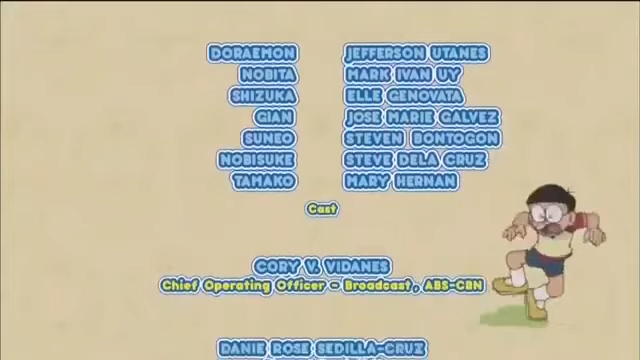 DORAEMON JEFFERSON UTANES
NOBITA MARK IVAN UY
SHIZUKA ELLE GENOVATA
GIAN JOSE MARIE GALVEZ
SUNEO STEVEN BONTOGON
NOBISUKE STEVE DELA CRUZ
TAMAKO MARY HERNAN
Cast
CORY V. VIDANES
Chief Operating Officer - Broadcast, ABS-CBN
DANIE ROSE SEDILLA-CRUZ